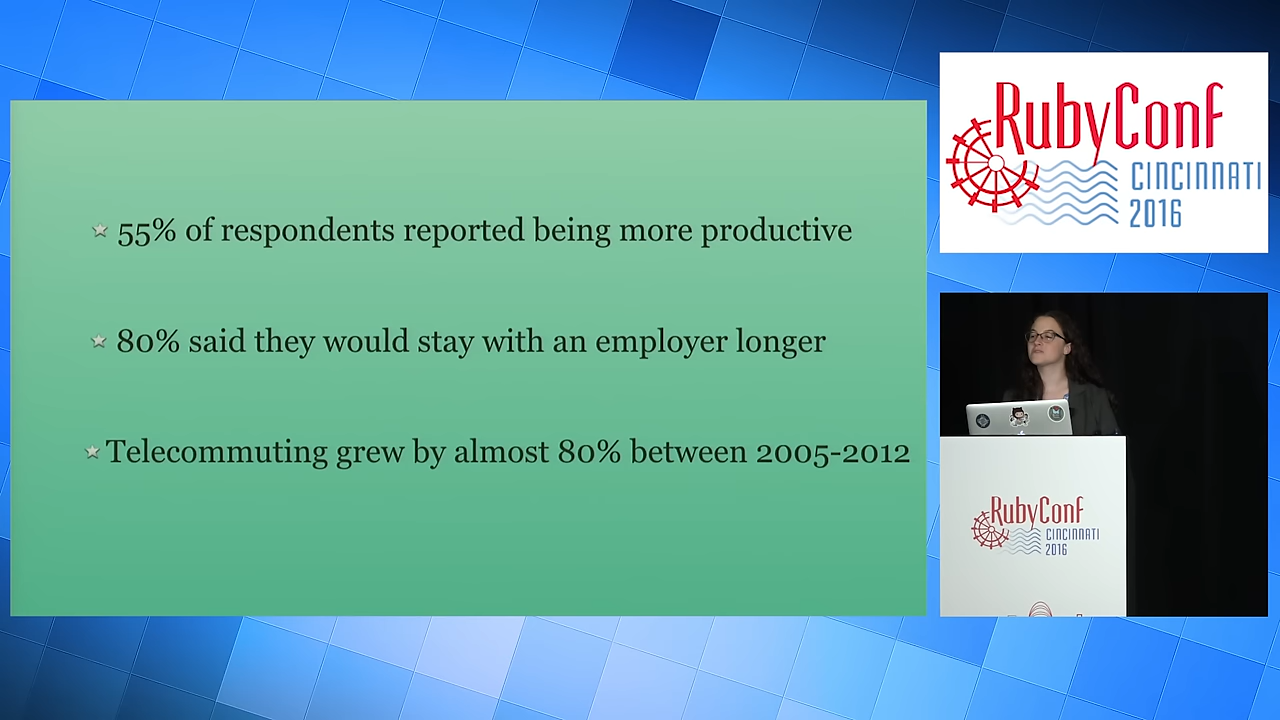 55% of respondents reported being more productive
80% said they would stay with an employer longer
Telecommuting grew by almost 80% between 2005-2012
RubyConf
CINCINNATI
2016
RubyConf
CINCINNATI
2016